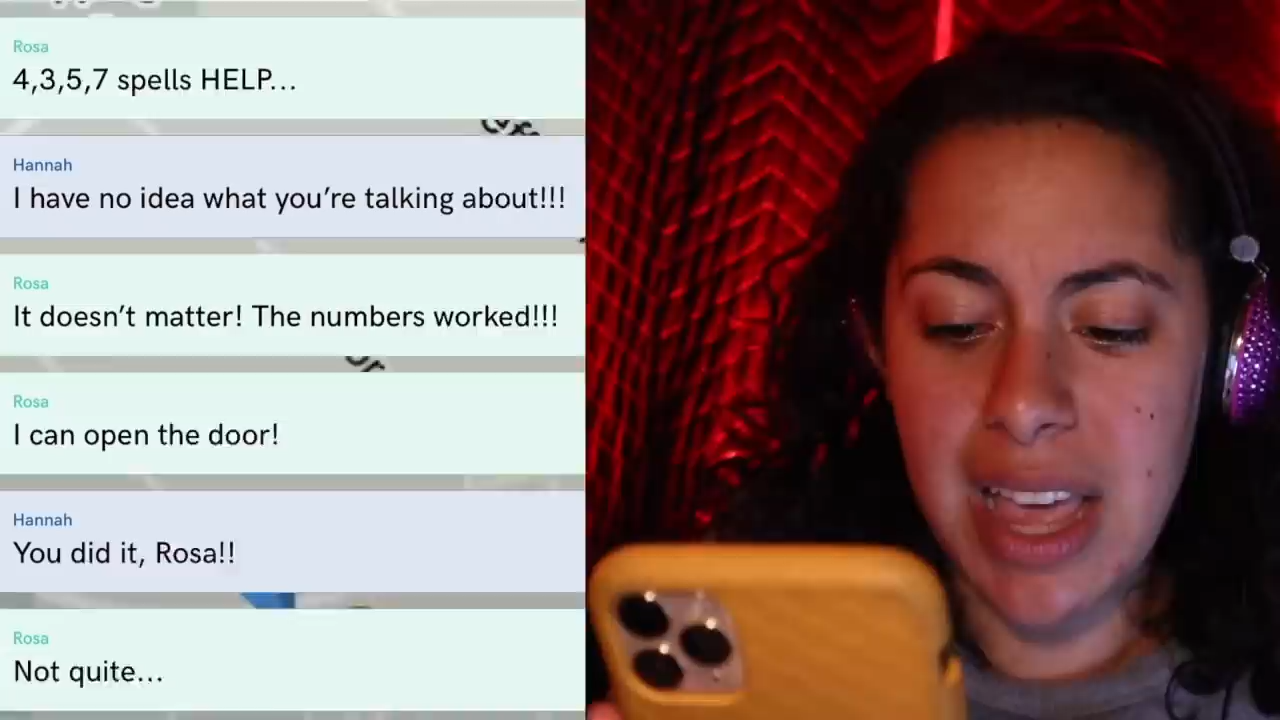 Rosa
4,3,5,7 spells HELP...
Hannah
I have no idea what you’re talking about!!!
Rosa
It doesn’t matter! The numbers worked!!!
Rosa
I can open the door!
Hannah
You did it, Rosa!!
Rosa
Not quite...